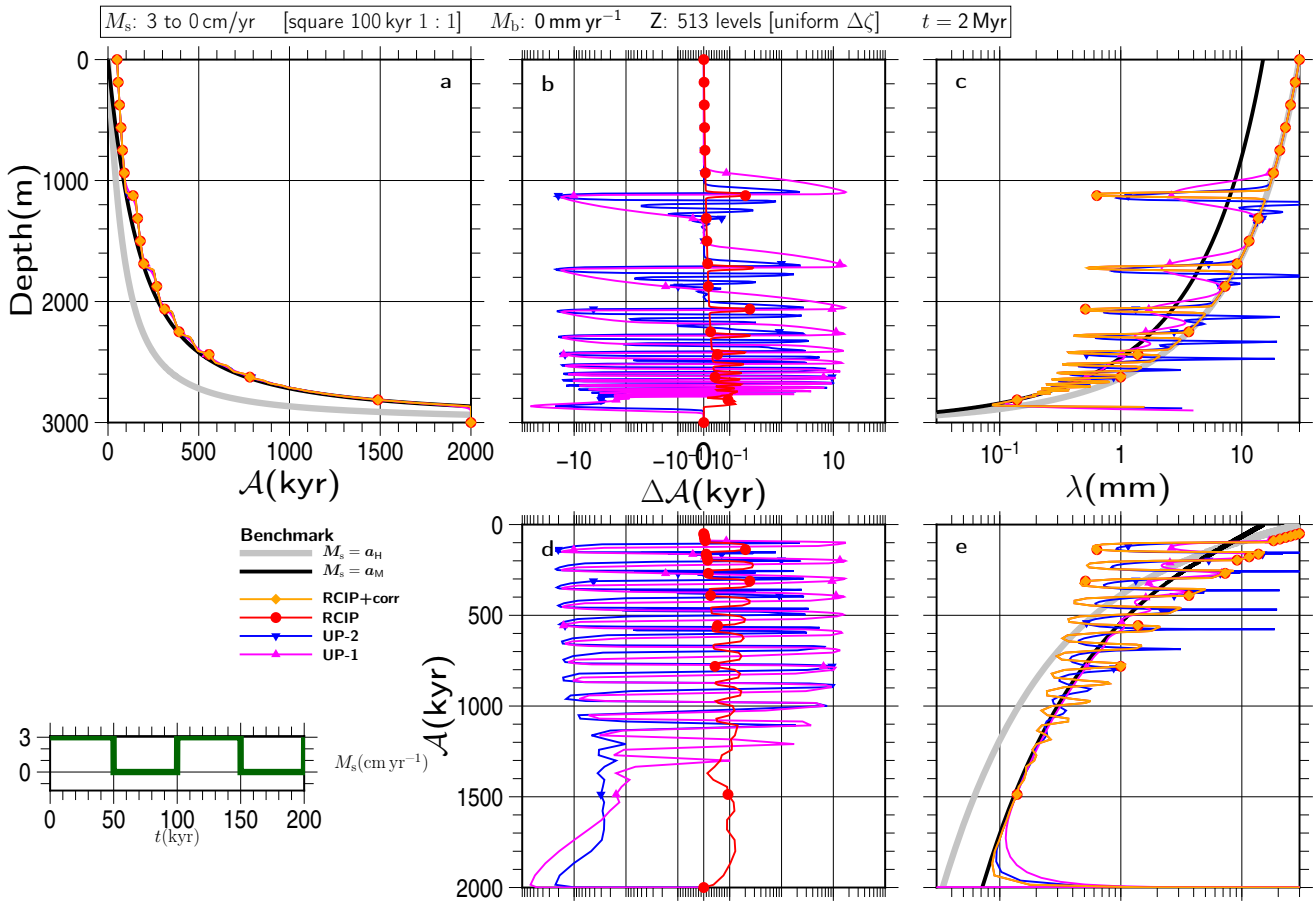 Mₛ: 3 to 0 cm/yr [square 100 kyr 1 : 1] M_b: 0 mm yr⁻¹ Z: 513 levels [uniform Δζ] t = 2 Myr
0
1000
2000
3000
Depth(m)
a
0 500 1000 1500 2000
𝒜(kyr)
b
−10 −10⁻¹ 0 10⁻¹ 10
Δ𝒜(kyr)
c
10⁻¹ 1 10
λ(mm)
Benchmark
Mₛ = a_H
Mₛ = a_M
RCIP+corr
RCIP
UP-2
UP-1
3
0
Mₛ(cm yr⁻¹)
0 50 100 150 200
t(kyr)
0
500
1000
1500
2000
𝒜(kyr)
d
e